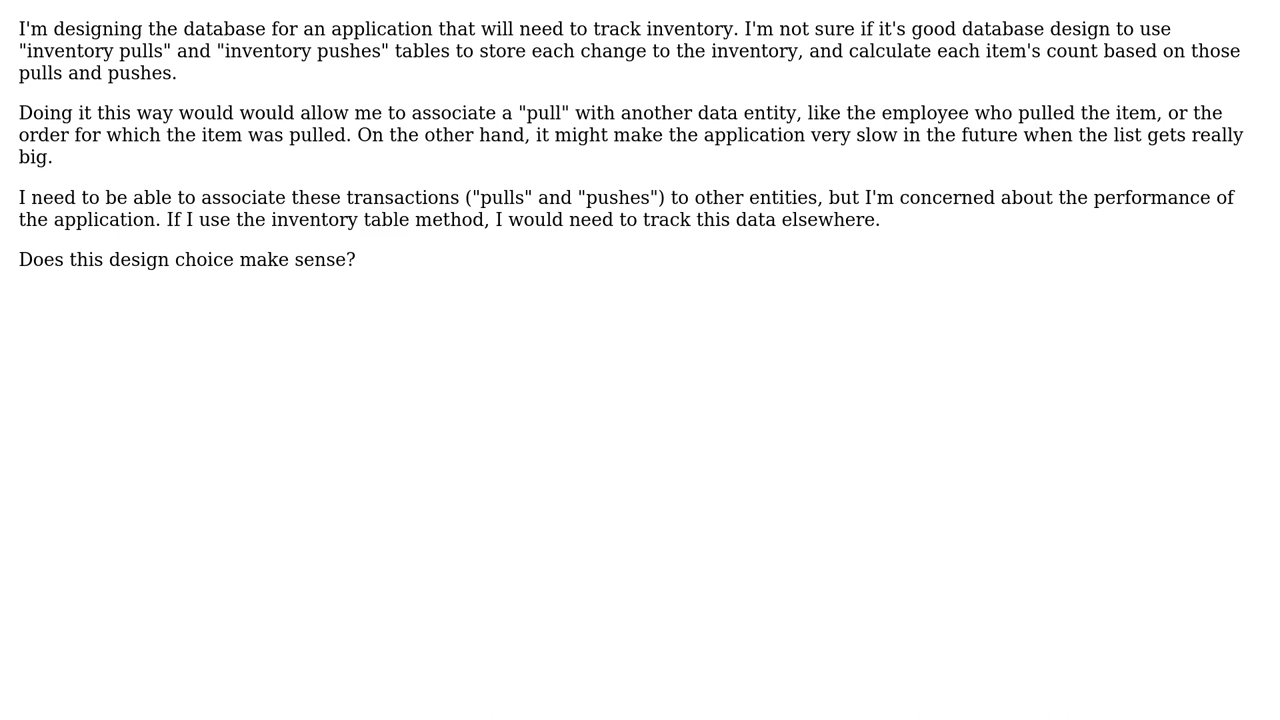 I'm designing the database for an application that will need to track inventory. I'm not sure if it's good database design to use
"inventory pulls" and "inventory pushes" tables to store each change to the inventory, and calculate each item's count based on those
pulls and pushes.
Doing it this way would would allow me to associate a "pull" with another data entity, like the employee who pulled the item, or the
order for which the item was pulled. On the other hand, it might make the application very slow in the future when the list gets really
big.
I need to be able to associate these transactions ("pulls" and "pushes") to other entities, but I'm concerned about the performance of
the application. If I use the inventory table method, I would need to track this data elsewhere.
Does this design choice make sense?